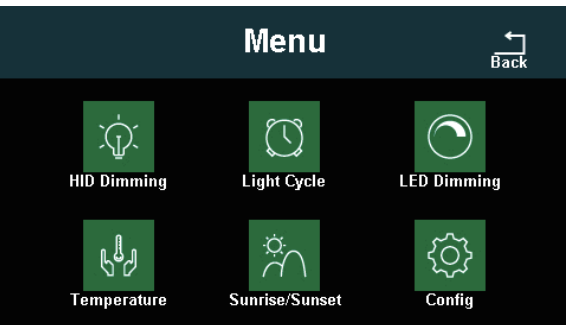 Menu
Back
HID Dimming
Light Cycle
LED Dimming
Temperature
Sunrise/Sunset
Config